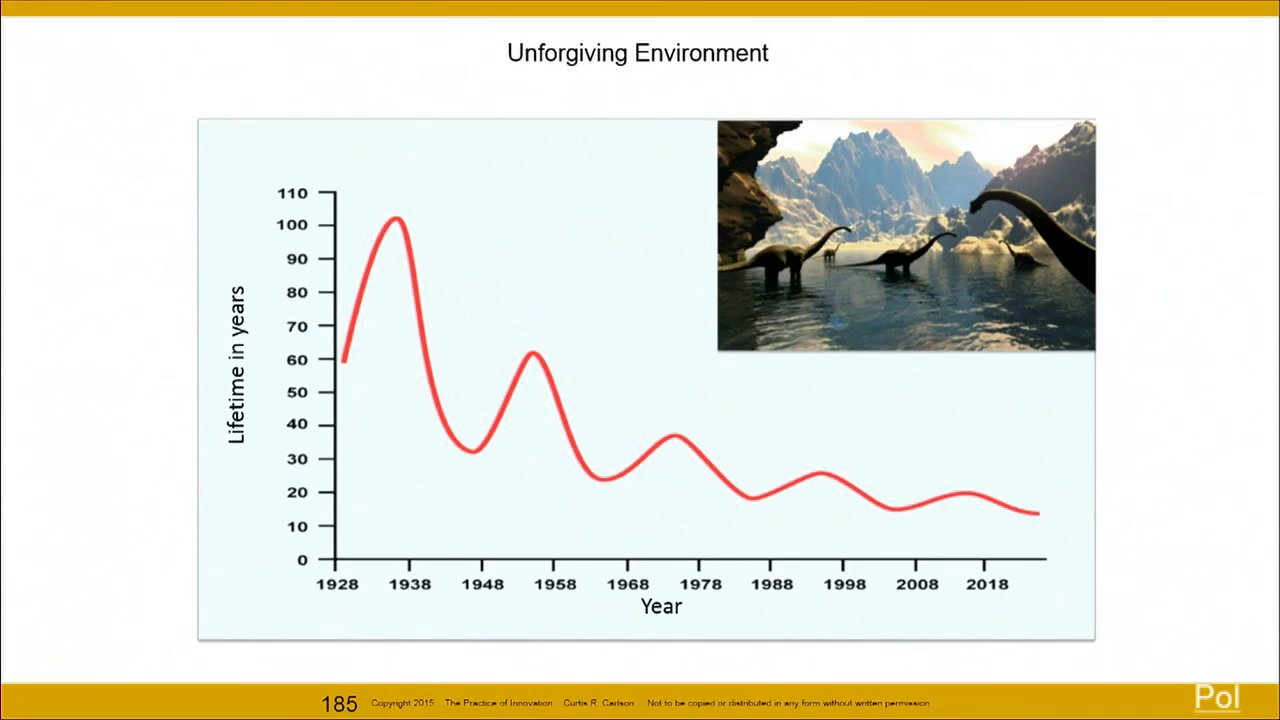 Unforgiving Environment
110
100
90
80
70
60
50
40
30
20
10
0
Lifetime in years
1928 1938 1948 1958 1968 1978 1988 1998 2008 2018
Year
185 Copyright 2015 The Practice of Innovation Curtis R. Carlson Not to be copied or distributed in any form without written permission
Pol